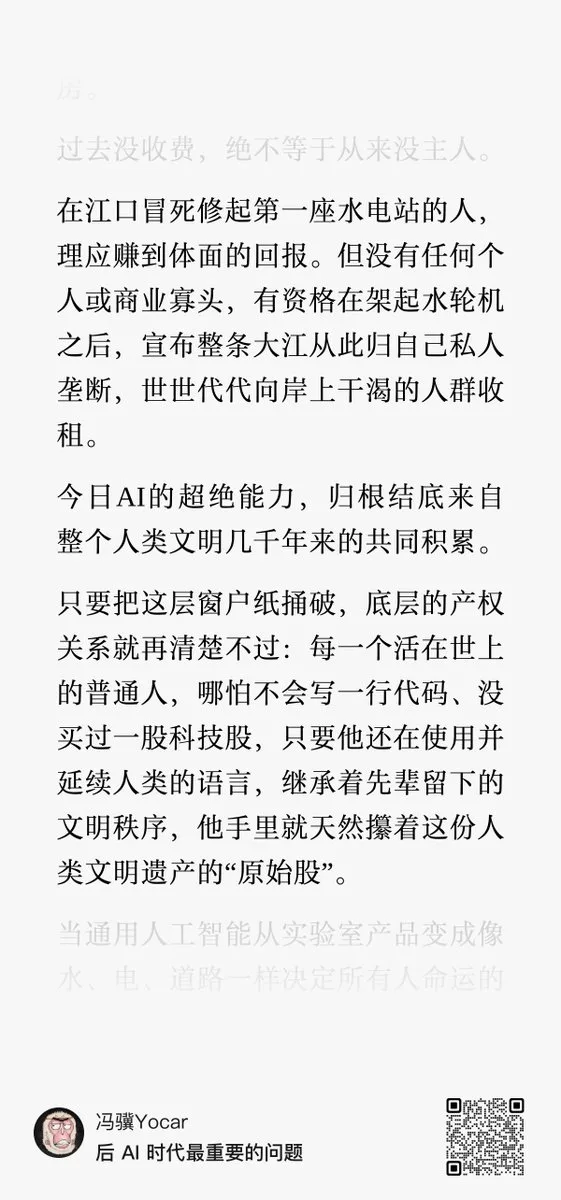 房。
过去没收费，绝不等于从来没主人。
在江口冒死修起第一座水电站的人，
理应赚到体面的回报。但没有任何个
人或商业寡头，有资格在架起水轮机
之后，宣布整条大江从此归自己私人
垄断，世世代代向岸上干渴的人群收
租。
今日AI的超绝能力，归根结底来自
整个人类文明几千年来的共同积累。
只要把这层窗户纸捅破，底层的产权
关系就再清楚不过：每一个活在世上
的普通人，哪怕不会写一行代码、没
买过一股科技股，只要他还在使用并
延续人类的语言，继承着先辈留下的
文明秩序，他手里就天然攥着这份人
类文明遗产的“原始股”。
当通用人工智能从实验室产品变成像
水、电、道路一样决定所有人命运的
冯骥Yocar
后 AI 时代最重要的问题